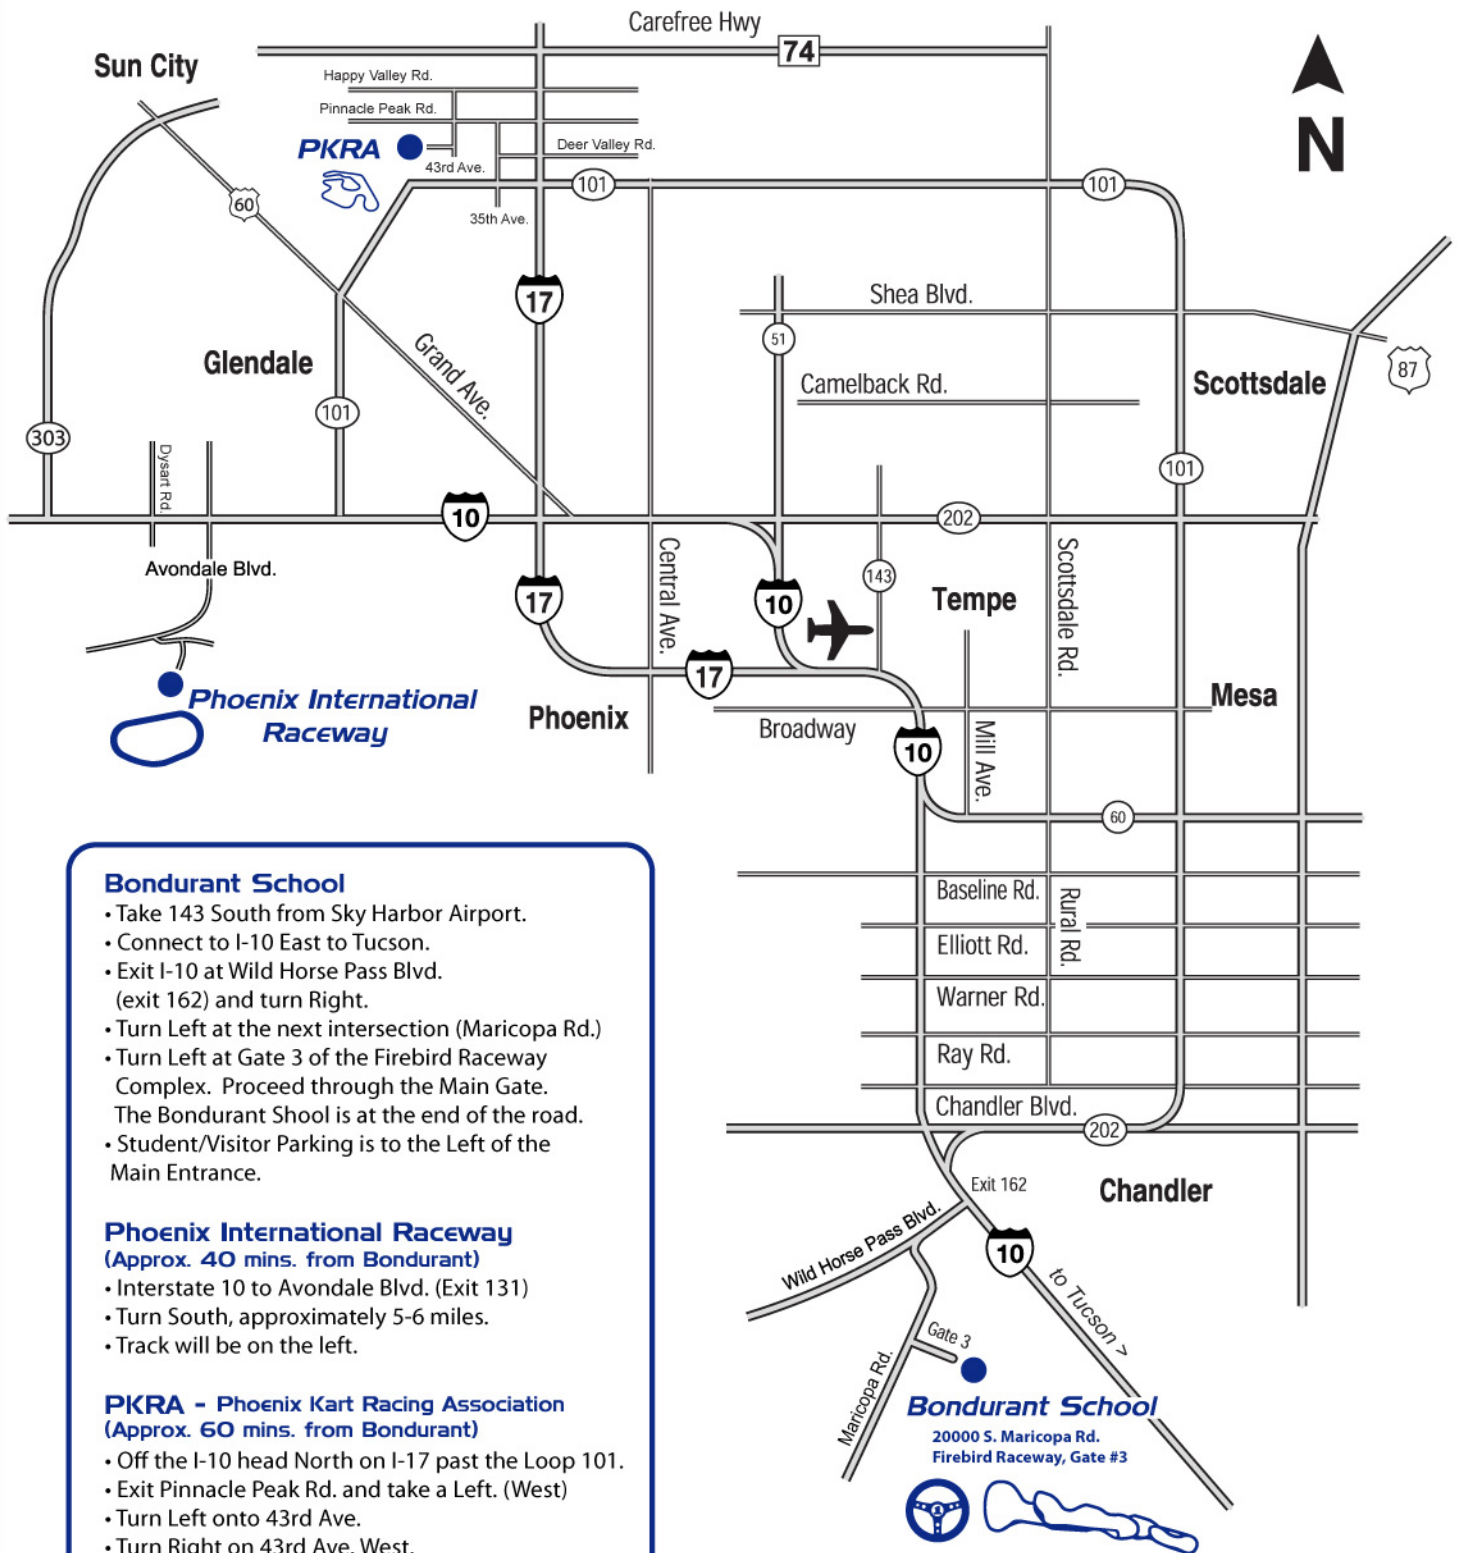 Carefree Hwy
74
Sun City
Happy Valley Rd.
Pinnacle Peak Rd.
N
PKRA
Deer Valley Rd.
43rd Ave.
101
101
60
35th Ave.
17
Shea Blvd.
51
Grand Ave.
Glendale
87
Camelback Rd.
Scottsdale
101
303
Dysart Rd.
101
10
202
Avondale Blvd.
Central Ave.
Scottsdale Rd.
143
17
10
Tempe
17
Phoenix International
Raceway
Mesa
Phoenix
Broadway
Mill Ave.
10
60
Baseline Rd.
Rural Rd.
Elliott Rd.
Warner Rd.
Ray Rd.
Chandler Blvd.
202
Exit 162
Chandler
Wild Horse Pass Blvd.
10
to Tucson >
Gate 3
Maricopa Rd.
Bondurant School
20000 S. Maricopa Rd.
Firebird Raceway, Gate #3
1
Bondurant School
• Take 143 South from Sky Harbor Airport.
• Connect to I-10 East to Tucson.
• Exit I-10 at Wild Horse Pass Blvd.
(exit 162) and turn Right.
• Turn Left at the next intersection (Maricopa Rd.)
• Turn Left at Gate 3 of the Firebird Raceway
Complex. Proceed through the Main Gate.
The Bondurant Shool is at the end of the road.
• Student/Visitor Parking is to the Left of the
Main Entrance.
Phoenix International Raceway
(Approx. 40 mins. from Bondurant)
• Interstate 10 to Avondale Blvd. (Exit 131)
• Turn South, approximately 5-6 miles.
• Track will be on the left.
PKRA - Phoenix Kart Racing Association
(Approx. 60 mins. from Bondurant)
• Off the I-10 head North on I-17 past the Loop 101.
• Exit Pinnacle Peak Rd. and take a Left. (West)
• Turn Left onto 43rd Ave.
• Turn Right on 43rd Ave. West.